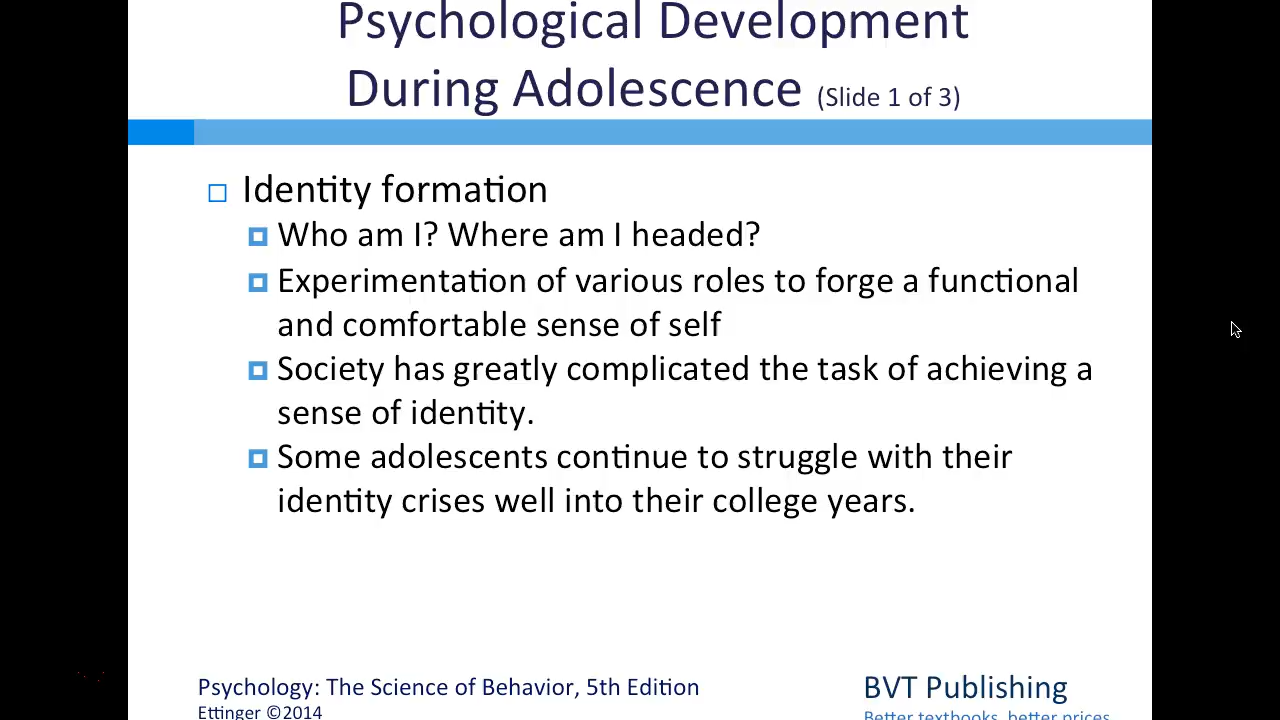 Psychological Development
During Adolescence (Slide 1 of 3)
Identity formation
Who am I? Where am I headed?
Experimentation of various roles to forge a functional
and comfortable sense of self
Society has greatly complicated the task of achieving a
sense of identity.
Some adolescents continue to struggle with their
identity crises well into their college years.
Psychology: The Science of Behavior, 5th Edition
Ettinger ©2014
BVT Publishing
Better textbooks, better prices